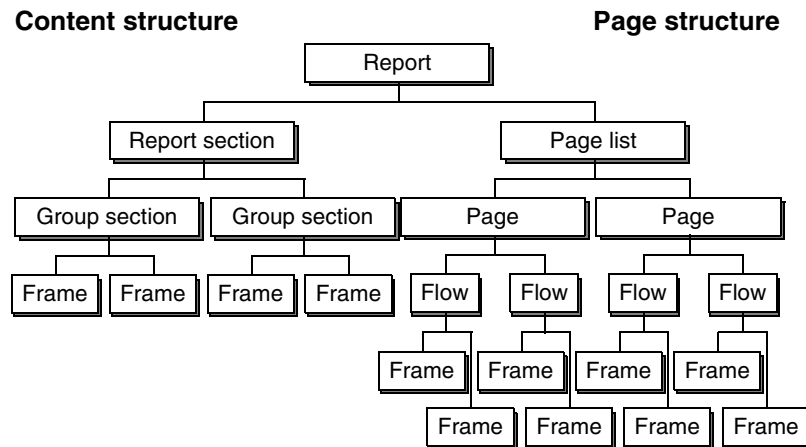 Content structure Page structure
Report
Report section Page list
Group section Group section Page Page
Frame Frame Frame Frame Flow Flow Flow Flow
Frame Frame Frame Frame
Frame Frame Frame Frame